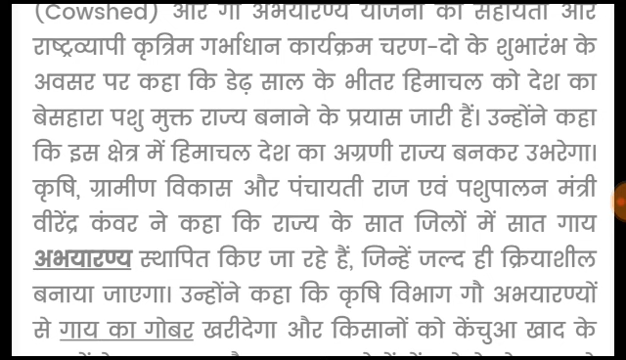 (Cowshed) और गौ अभयारण्य योजना की सहायता और
राष्ट्रव्यापी कृत्रिम गर्भाधान कार्यक्रम चरण-दो के शुभारंभ के
अवसर पर कहा कि डेढ़ साल के भीतर हिमाचल को देश का
बेसहारा पशु मुक्त राज्य बनाने के प्रयास जारी हैं। उन्होंने कहा
कि इस क्षेत्र में हिमाचल देश का अग्रणी राज्य बनकर उभरेगा।
कृषि, ग्रामीण विकास और पंचायती राज एवं पशुपालन मंत्री
वीरेंद्र कंवर ने कहा कि राज्य के सात जिलों में सात गाय
अभयारण्य स्थापित किए जा रहे हैं, जिन्हें जल्द ही क्रियाशील
बनाया जाएगा। उन्होंने कहा कि कृषि विभाग गौ अभयारण्यों
से गाय का गोबर खरीदेगा और किसानों को केंचुआ खाद के